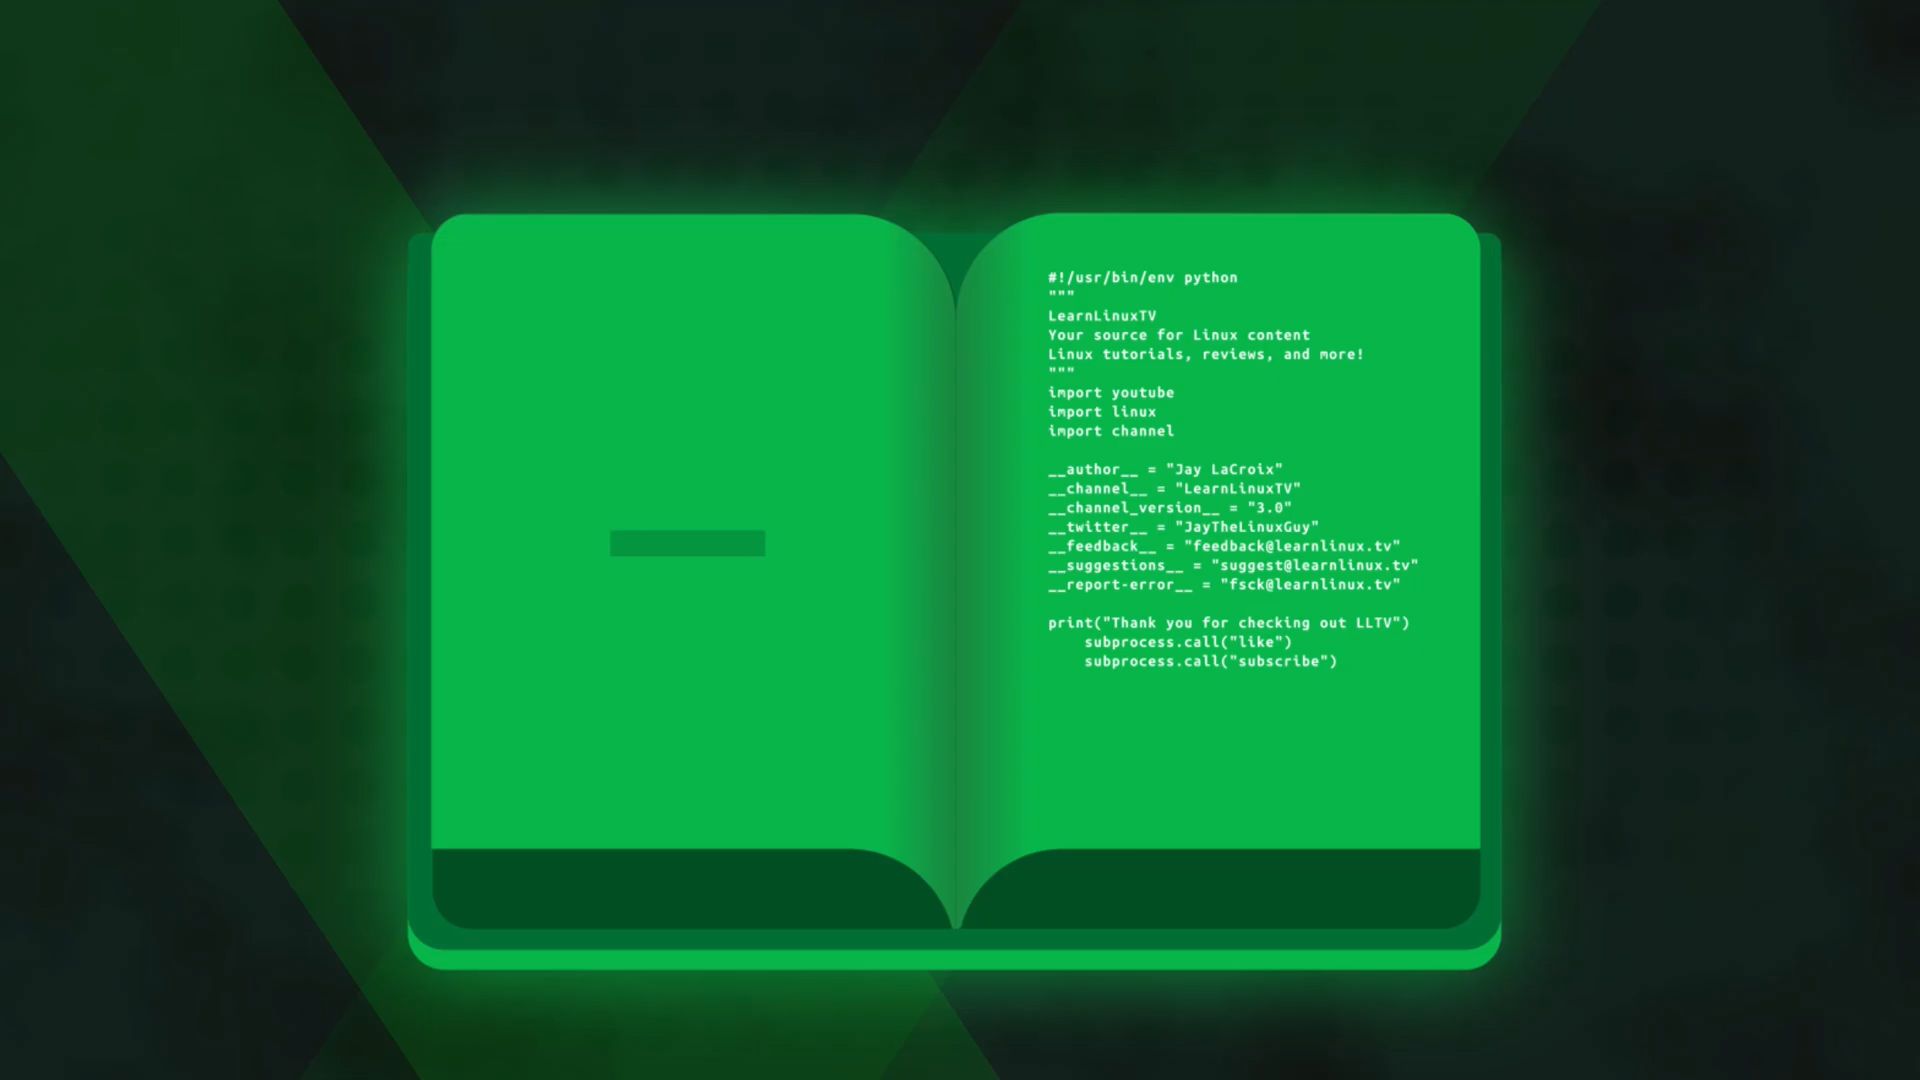 #!/usr/bin/env python
"""
LearnLinuxTV
Your source for Linux content
Linux tutorials, reviews, and more!
"""
import youtube
import linux
import channel
__author__ = "Jay LaCroix"
__channel__ = "LearnLinuxTV"
__channel_version__ = "3.0"
__twitter__ = "JayTheLinuxGuy"
__feedback__ = "feedback@learnlinux.tv"
__suggestions__ = "suggest@learnlinux.tv"
__report-error__ = "fsck@learnlinux.tv"
print("Thank you for checking out LLTV")
    subprocess.call("like")
    subprocess.call("subscribe")